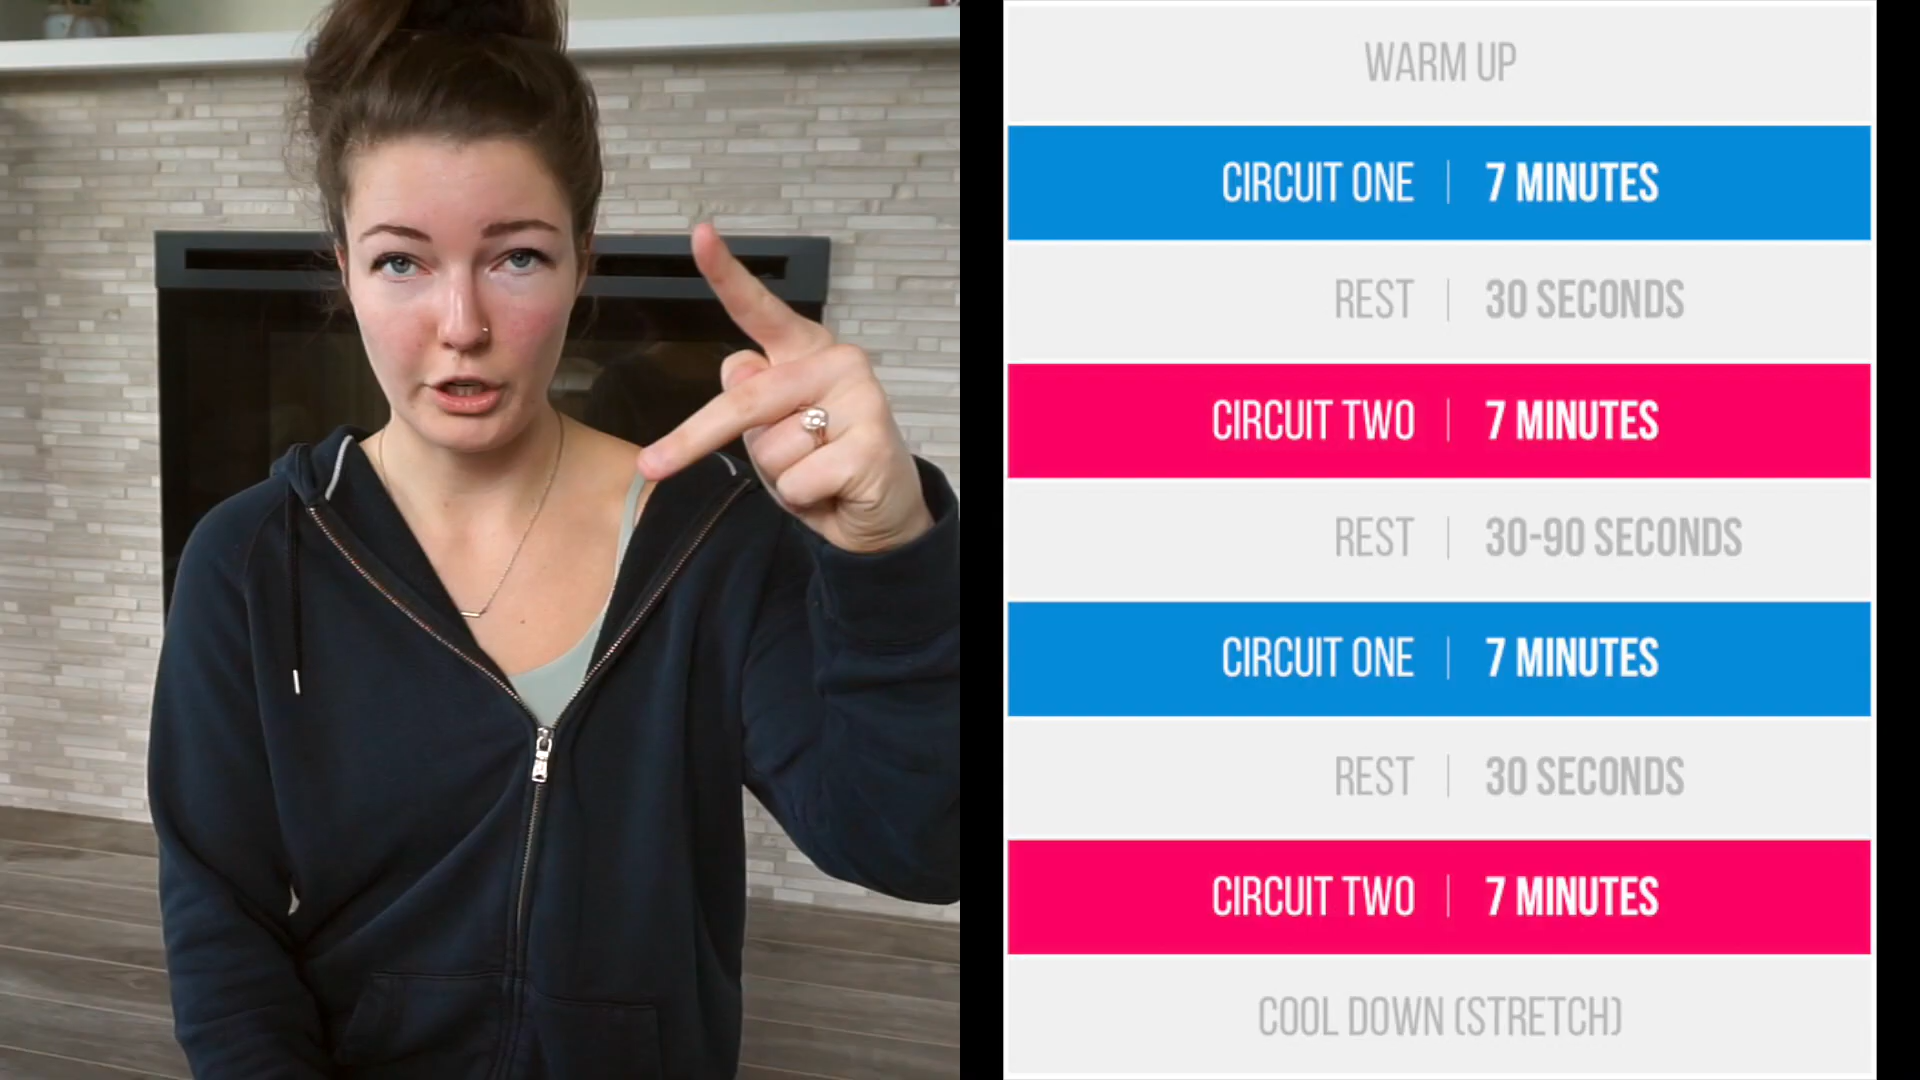 WARM UP
CIRCUIT ONE | 7 MINUTES
REST | 30 SECONDS
CIRCUIT TWO | 7 MINUTES
REST | 30-90 SECONDS
CIRCUIT ONE | 7 MINUTES
REST | 30 SECONDS
CIRCUIT TWO | 7 MINUTES
COOL DOWN (STRETCH)